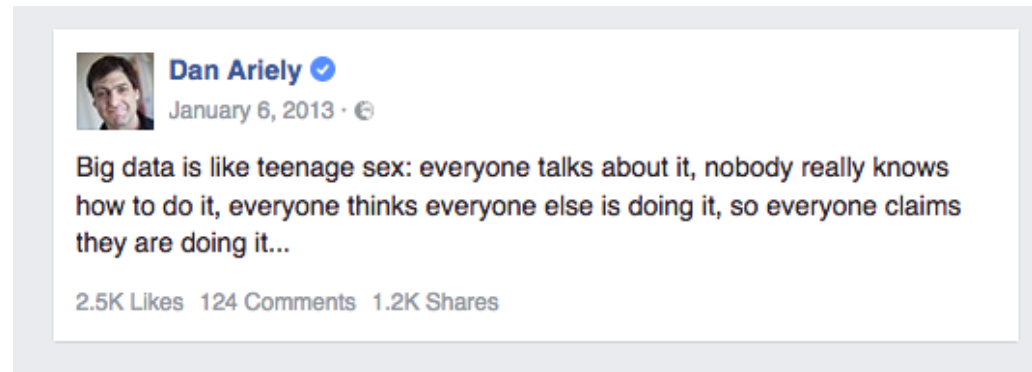 Dan Ariely
January 6, 2013 ·
Big data is like teenage sex: everyone talks about it, nobody really knows
how to do it, everyone thinks everyone else is doing it, so everyone claims
they are doing it...
2.5K Likes 124 Comments 1.2K Shares